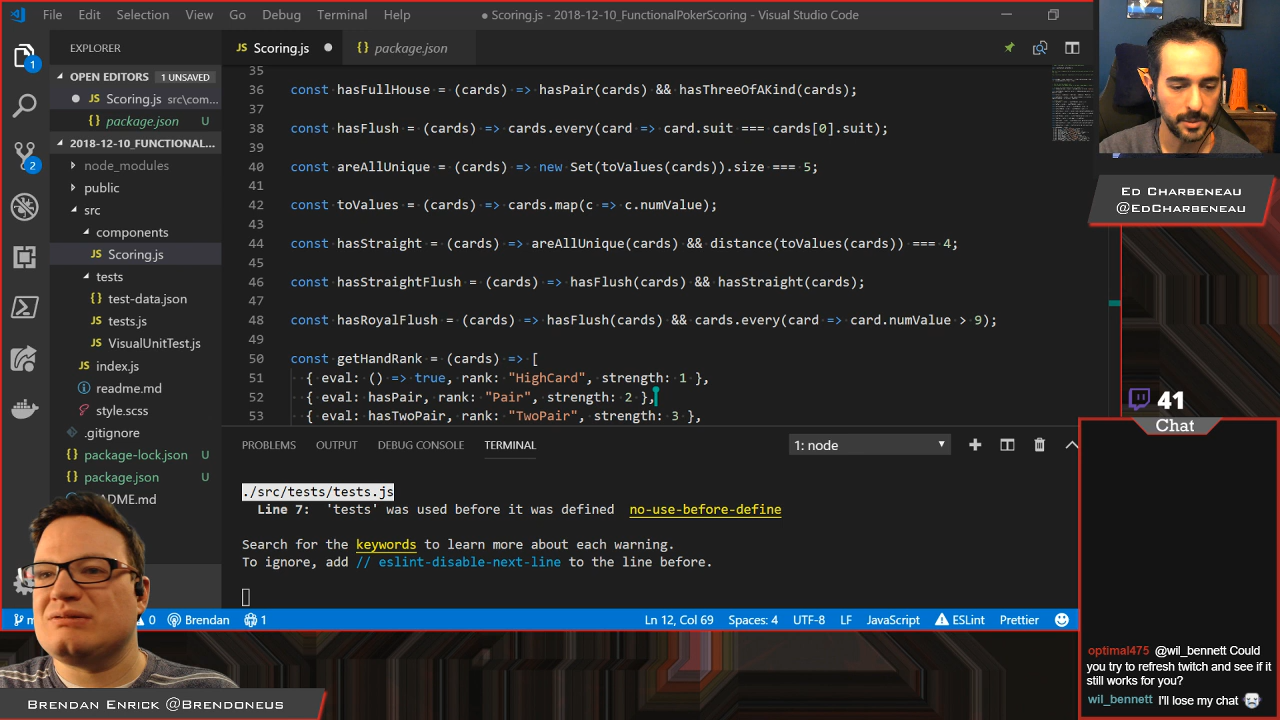 File Edit Selection View Go Debug Terminal Help
● Scoring.js - 2018-12-10_FunctionalPokerScoring - Visual Studio Code
EXPLORER
OPEN EDITORS 1 UNSAVED
● JS Scoring.js src\com...
{} package.json U
2018-12-10_FUNCTIONAL...
node_modules
public
src
components
JS Scoring.js
tests
{} test-data.json
JS tests.js
JS VisualUnitTest.js
JS index.js
readme.md
style.scss
.gitignore
package-lock.json U
package.json U
1
2
JS Scoring.js ●
{} package.json
35
36 const hasFullHouse = (cards) => hasPair(cards) && hasThreeOfAKind(cards);
37
38 cards) => cards.every(card => card.suit === cards[0].suit);
39
40 const areAllUnique = (cards) => new Set(toValues(cards)).size === 5;
41
42 const toValues = (cards) => cards.map(c => c.numValue);
43
44 const hasStraight = (cards) => areAllUnique(cards) && distance(toValues(cards)) === 4;
45
46 const hasStraightFlush = (cards) => hasFlush(cards) && hasStraight(cards);
47
48 const hasRoyalFlush = (cards) => hasFlush(cards) && cards.every(card => card.numValue > 9);
49
50 const getHandRank = (cards) => [
51 { eval: () => true, rank: "HighCard", strength: 1 },
52 { eval: hasPair, rank: "Pair", strength: 2 },
53 { eval: hasTwoPair, rank: "TwoPair", strength: 3 },
PROBLEMS OUTPUT DEBUG CONSOLE TERMINAL
1: node
./src/tests/tests.js
Line 7: 'tests' was used before it was defined no-use-before-define
Search for the keywords to learn more about each warning.
To ignore, add // eslint-disable-next-line to the line before.
0 Brendan 1
Ln 12, Col 69 Spaces: 4 UTF-8 LF JavaScript ESLint Prettier
Ed Charbeneau
@EdCharbeneau
41
Chat
optimal475 @wil_bennett Could
you try to refresh twitch and see if it
still works for you?
wil_bennett I'll lose my chat
Brendan Enrick @Brendoneus